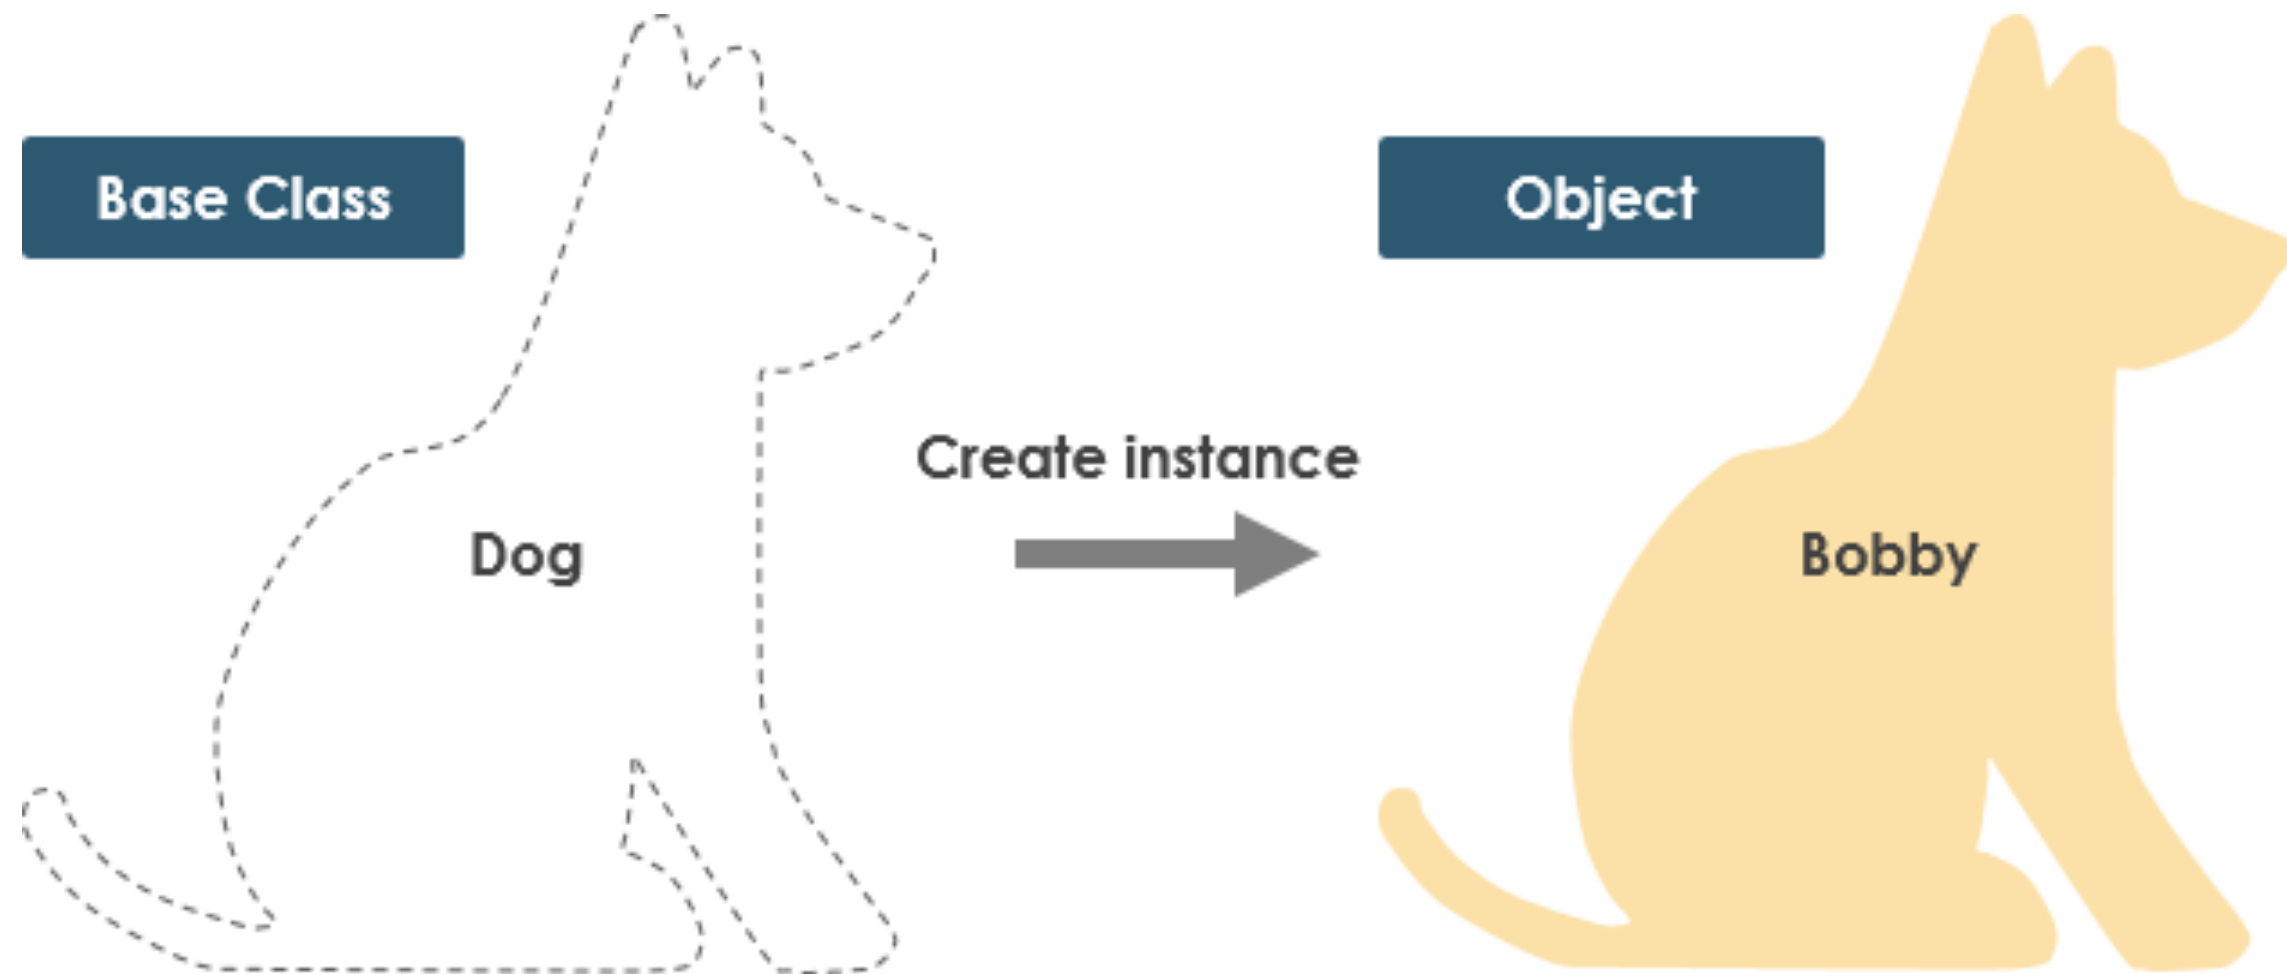 Base Class
Object
Create instance
Dog
Bobby